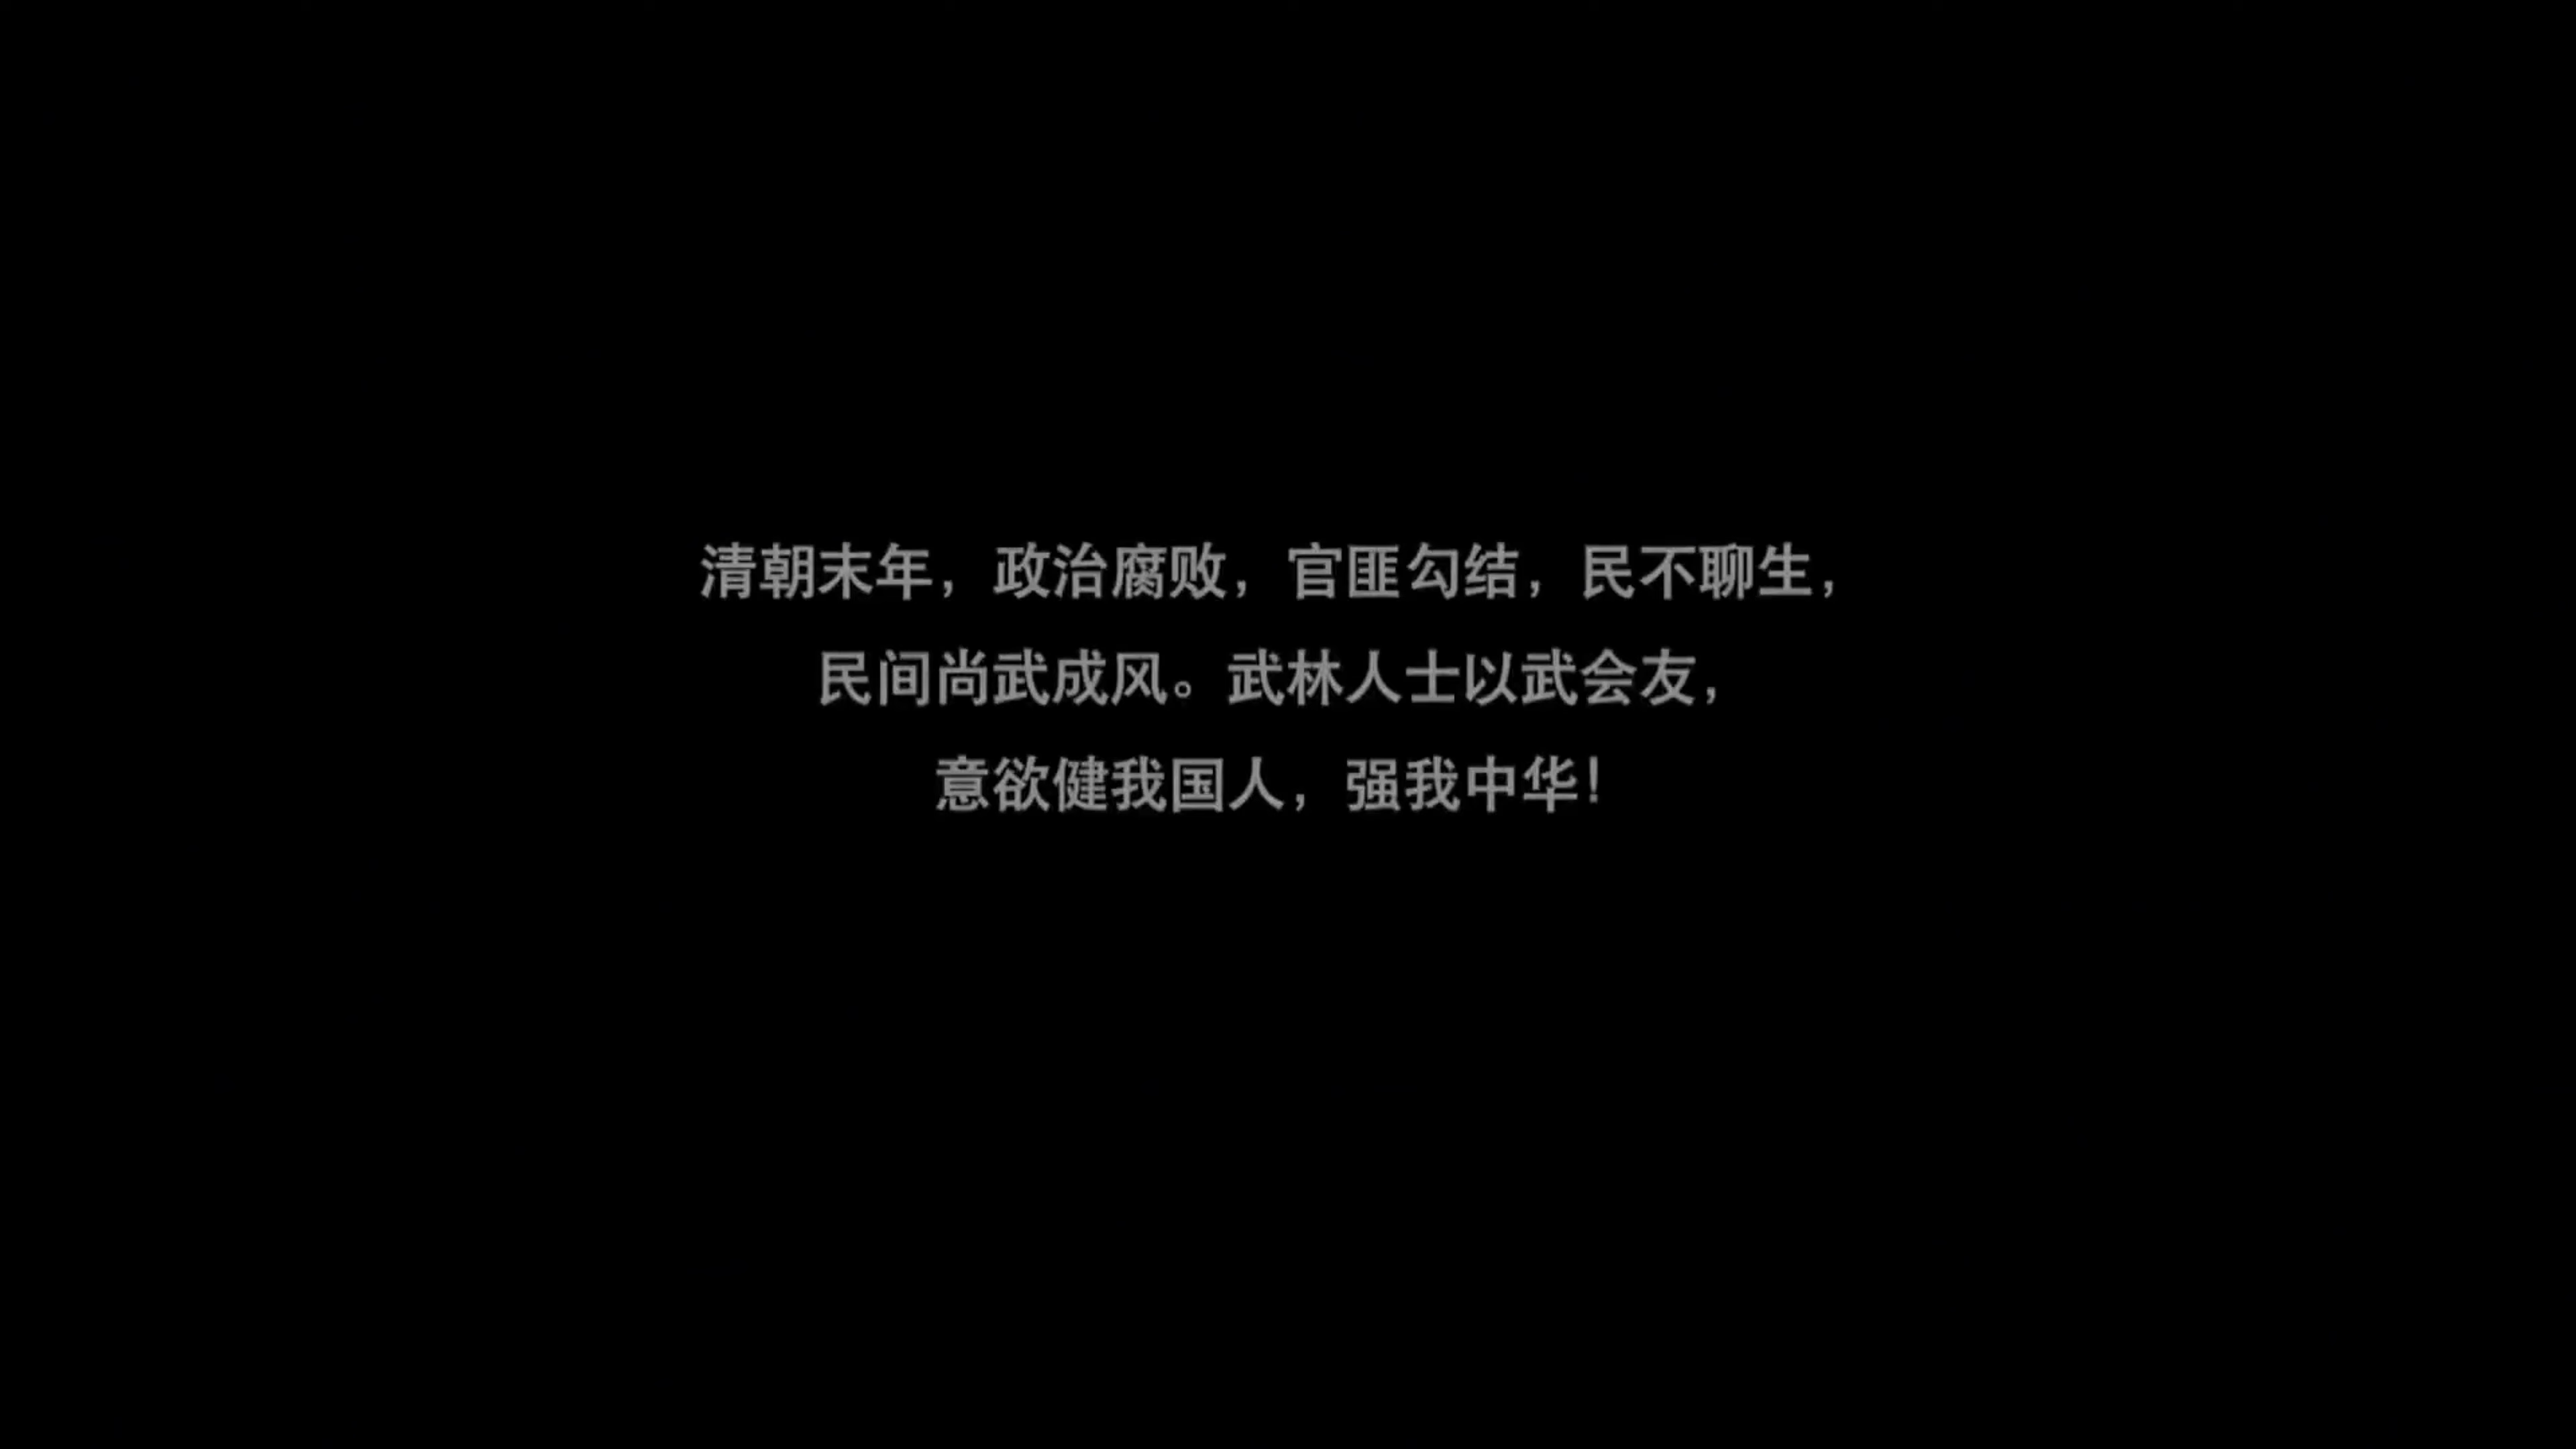 清朝末年，政治腐败，官匪勾结，民不聊生，
民间尚武成风。武林人士以武会友，
意欲健我国人，强我中华！